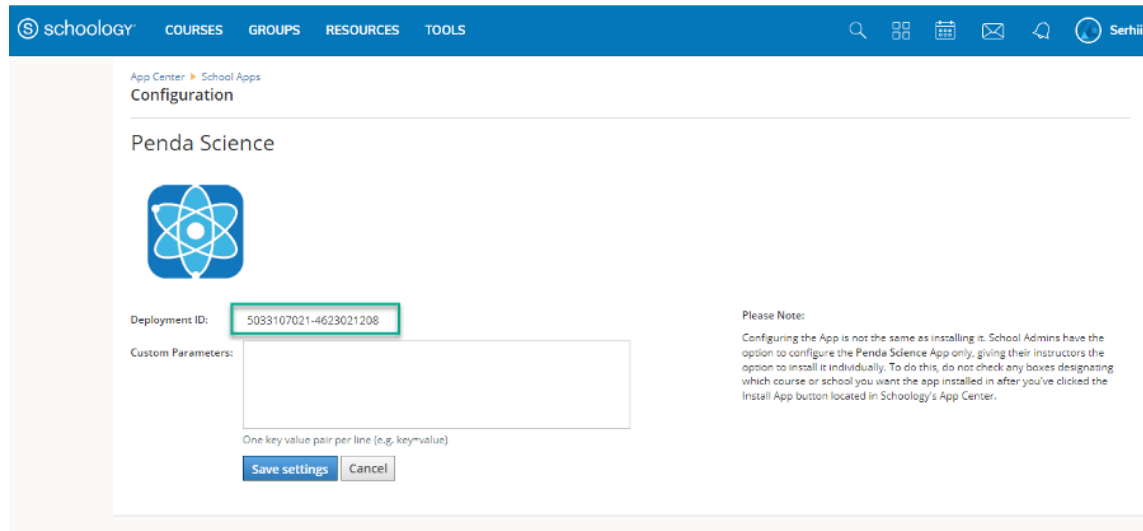 schoology COURSES GROUPS RESOURCES TOOLS Serhii
App Center School Apps
Configuration
Penda Science
Deployment ID: 5033107021-4623021208
Custom Parameters:
One key value pair per line (e.g. key=value)
Save settings Cancel
Please Note:
Configuring the App is not the same as installing it. School Admins have the
option to configure the Penda Science App only, giving their instructors the
option to install it individually. To do this, do not check any boxes designating
which course or school you want the app installed in after you've clicked the
Install App button located in Schoology's App Center.